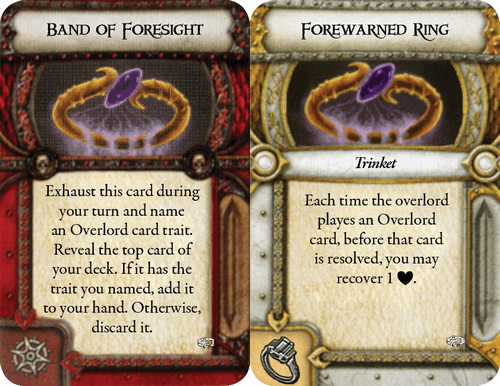 Band of Foresight
Exhaust this card during
your turn and name
an Overlord card trait.
Reveal the top card of
your deck. If it has the
trait you named, add it
to your hand. Otherwise,
discard it.
Forewarned Ring
Trinket
Each time the overlord
playes an Overlord
card, before that card
is resolved, you may
recover 1 ♥.